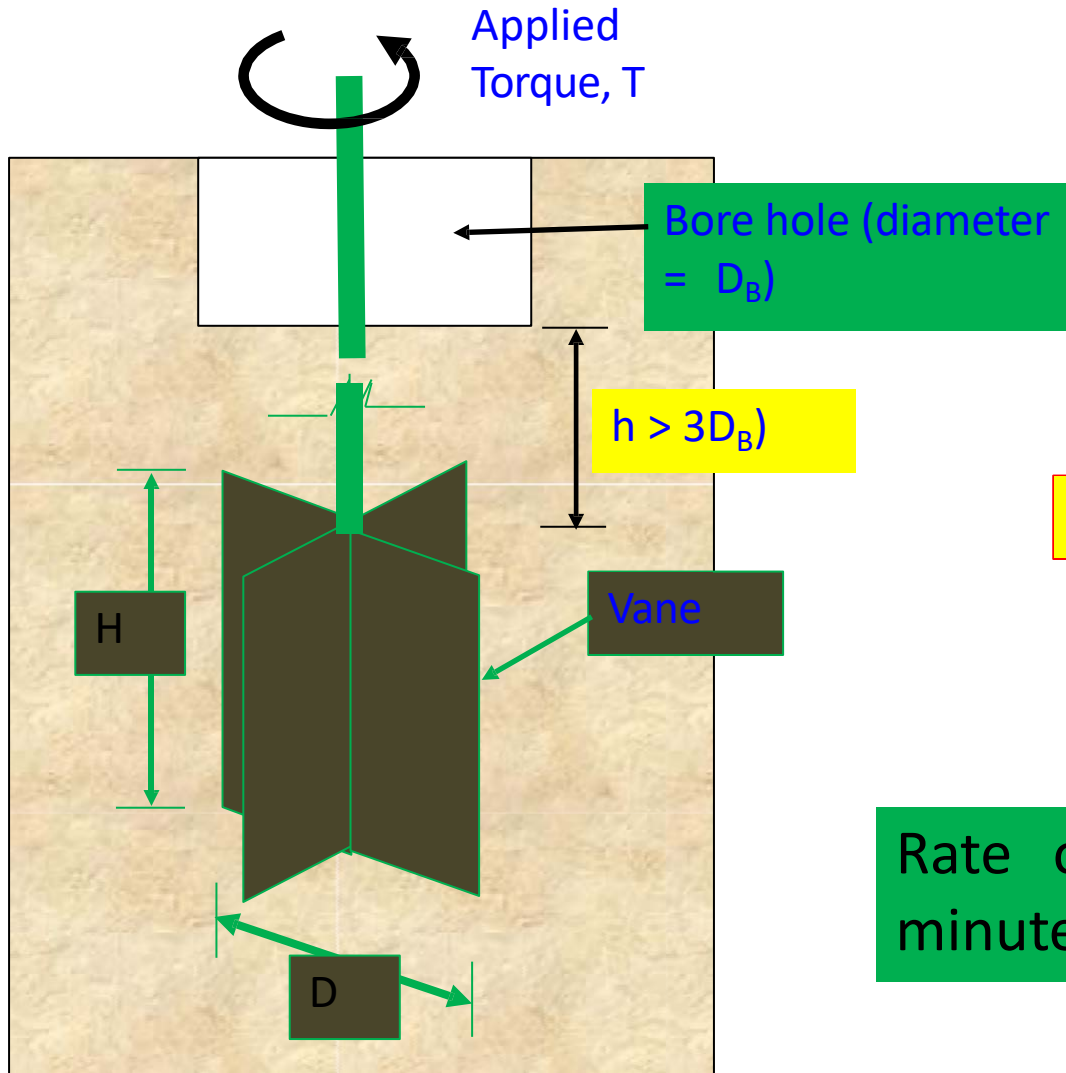 Applied
Torque, T
Bore hole (diameter
= D_B)
h > 3D_B)
H
Vane
Rate
minute
D